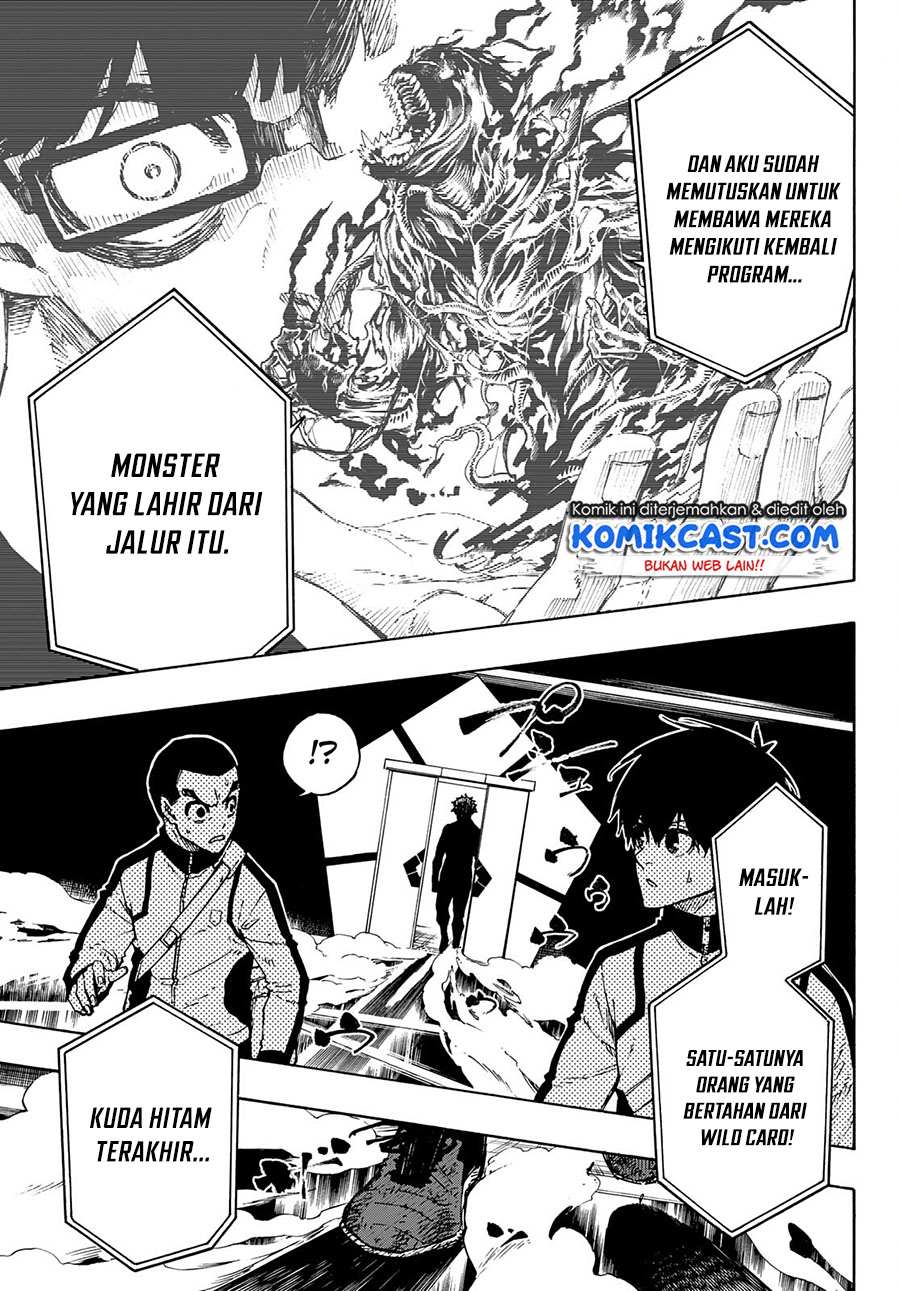 DAN AKU SUDAH
MEMUTUSKAN UNTUK
MEMBAWA MEREKA
MENGIKUTI KEMBALI
PROGRAM...
MONSTER
YANG LAHIR DARI
JALUR ITU.
Komik ini diterjemahkan & diedit oleh
KOMIKCAST.COM
BUKAN WEB LAIN!!
!?
MASUK-
LAH!
SATU-SATUNYA
ORANG YANG
BERTAHAN DARI
WILD CARD!
KUDA HITAM
TERAKHIR...